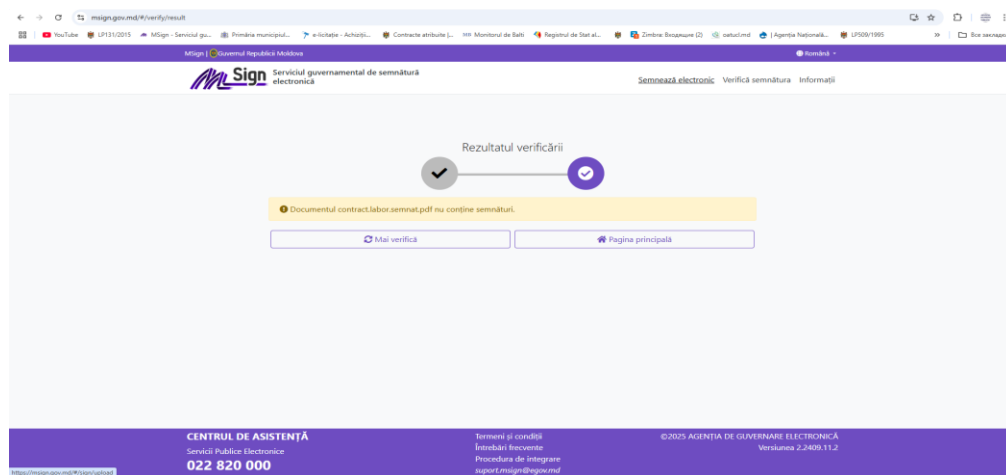 msign.gov.md/#/verify/result
YouTube LP131/2015 MSign - Serviciul gu... Primăria municipiul... e-licitație - Achiziții... Contracte atribuite |... Monitorul de Balti Registrul de Stat al... Zimbra: Входящие (2) | Agenția Națională... LP509/1995 » Все закладки
MSign | Guvernul Republicii Moldova Română
MSign Serviciul guvernamental de semnătură
electronică
Semnează electronic Verifică semnătura Informații
Rezultatul verificării
Documentul contract.labor.semnat.pdf nu conține semnături.
Mai verifică Pagina principală
CENTRUL DE ASISTENȚĂ
Servicii Publice Electronice
022 820 000
Termeni și condiții
Întrebări frecvente
Procedura de integrare
suport.msign@egov.md
©2025 AGENȚIA DE GUVERNARE ELECTRONICĂ
Versiunea 2.2409.11.2
https://msign.gov.md/#/sign/upload